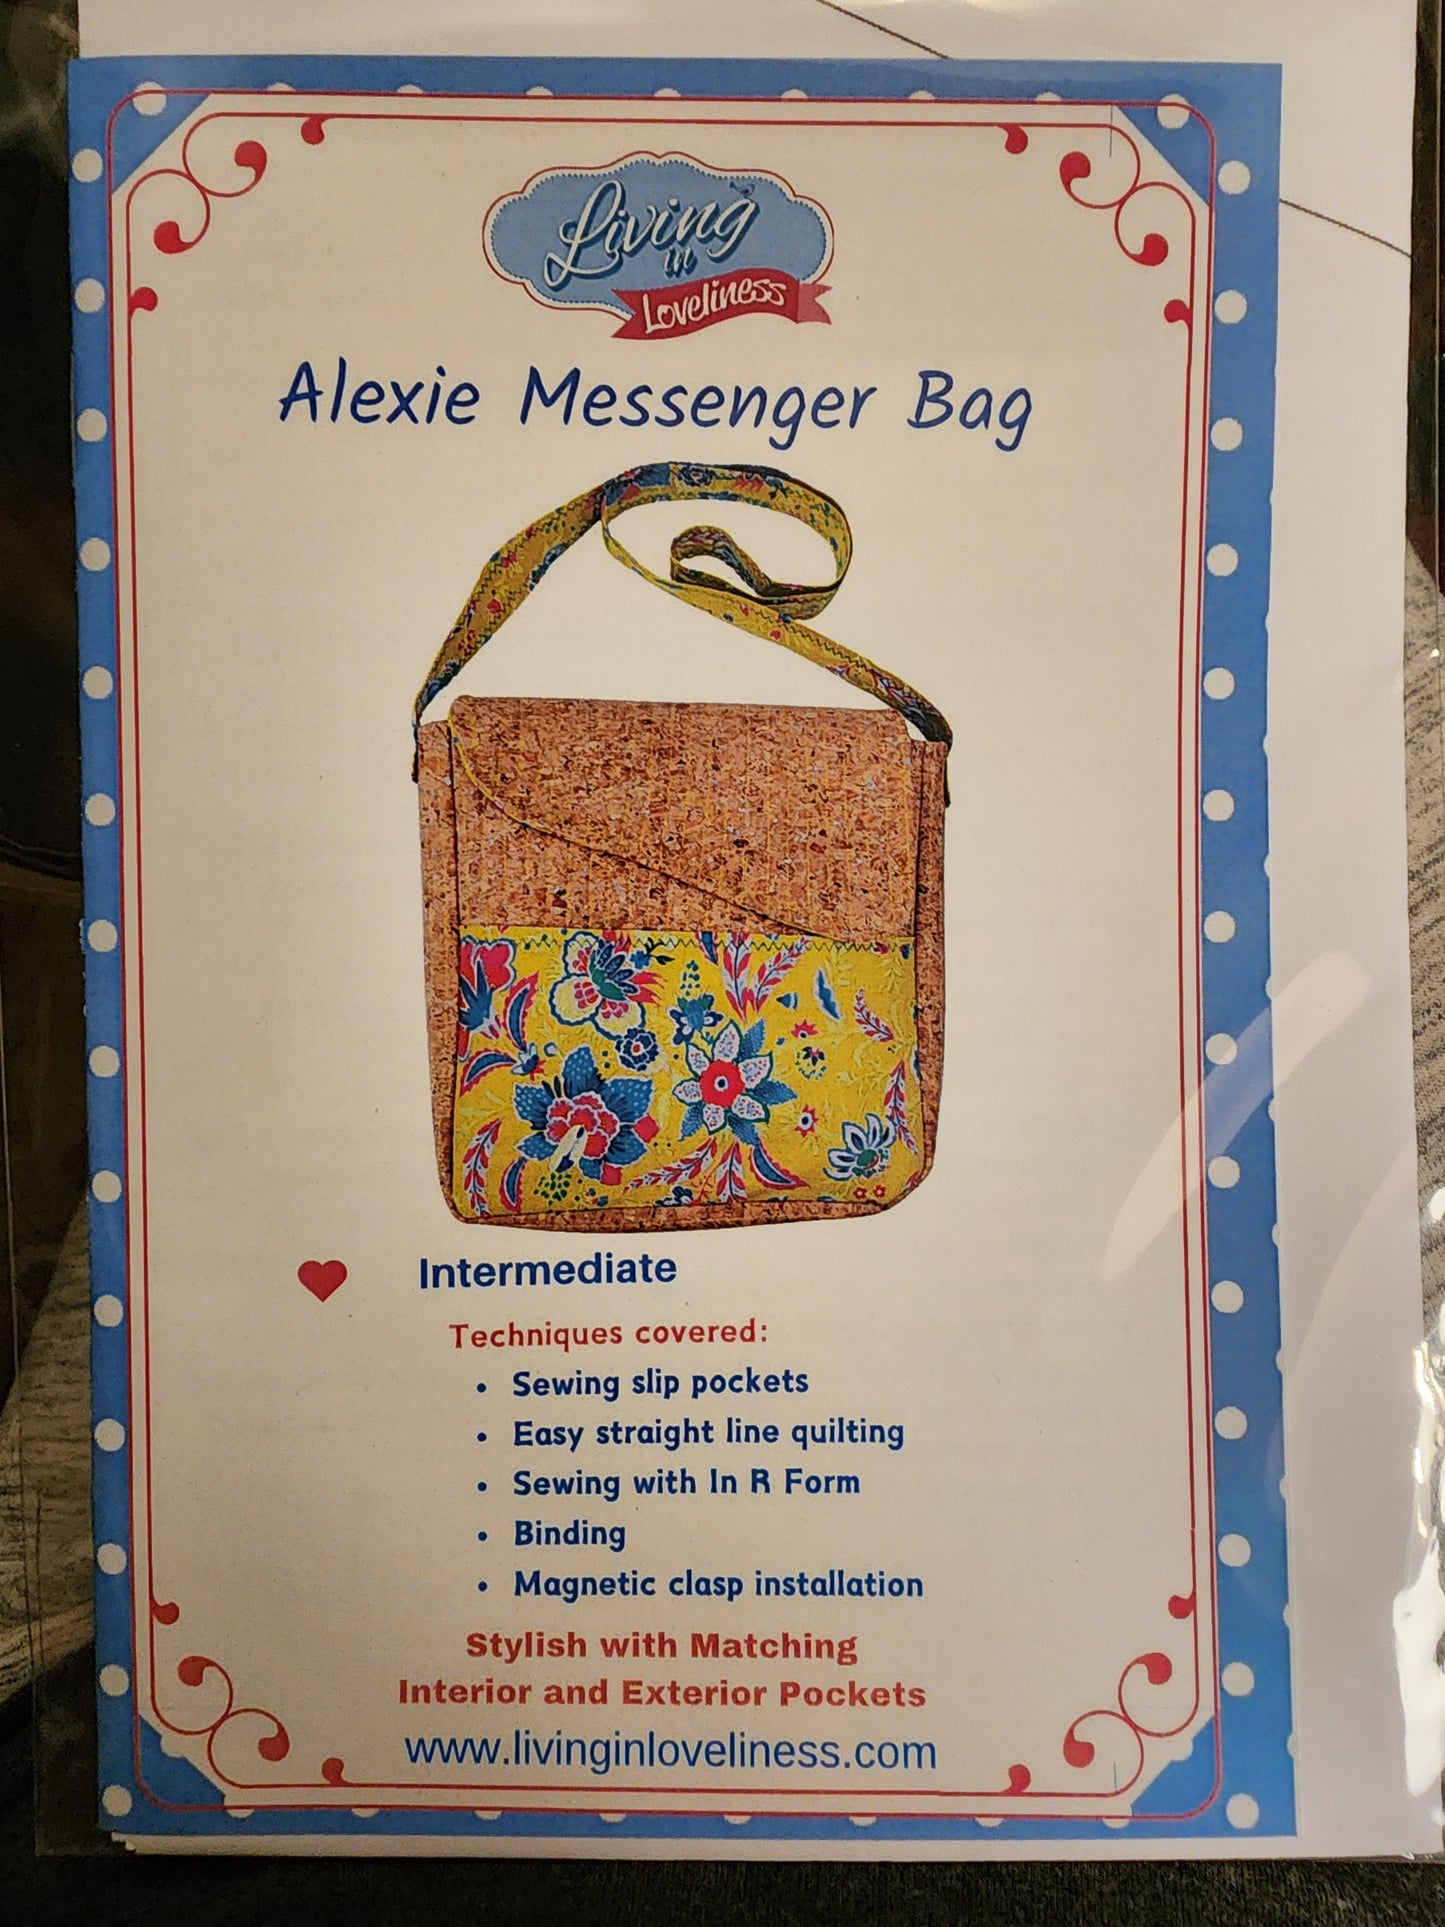 Living
in
Loveliness
Alexie Messenger Bag
Intermediate
Techniques covered:
• Sewing slip pockets
• Easy straight line quilting
• Sewing with In R Form
• Binding
• Magnetic clasp installation
Stylish with Matching
Interior and Exterior Pockets
www.livinginloveliness.com